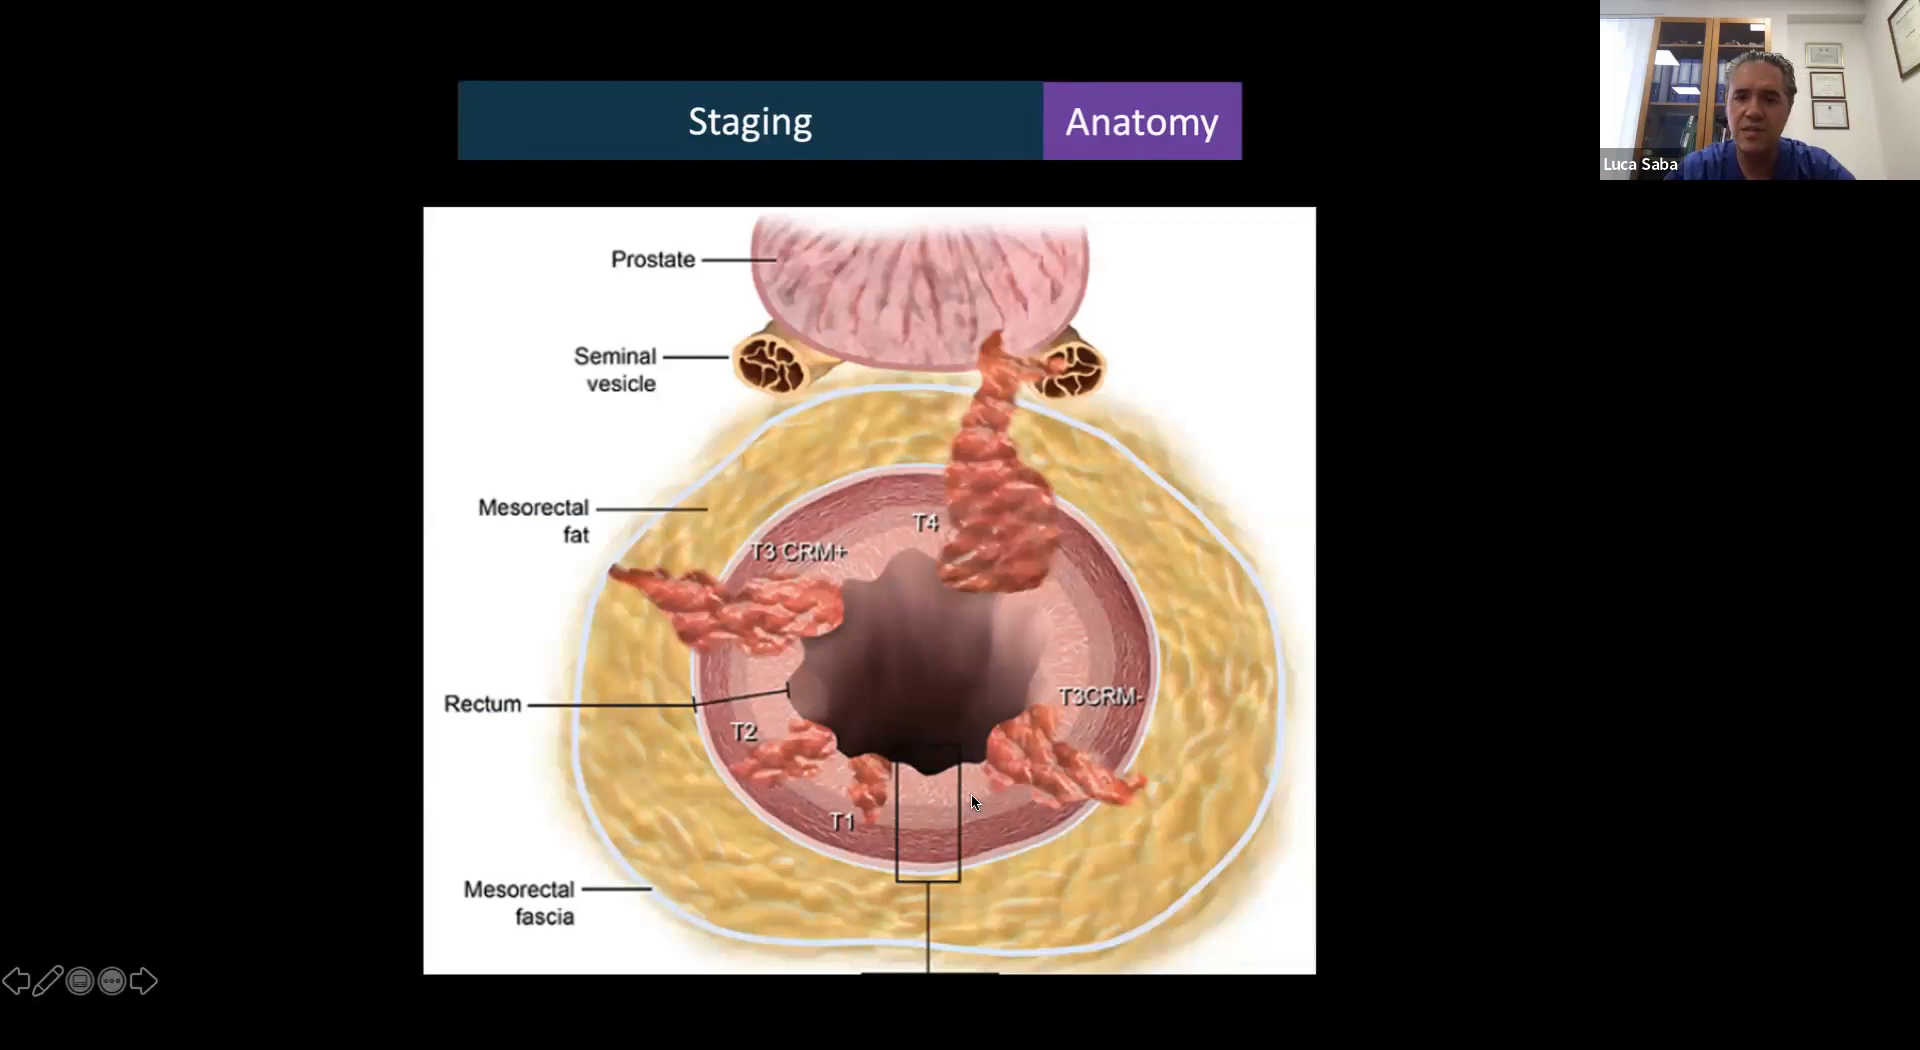 Staging Anatomy
Luca Saba
Prostate
Seminal
vesicle
Mesorectal
fat
T4
T3 CRM+
Rectum
T3CRM-
T2
T1
Mesorectal
fascia